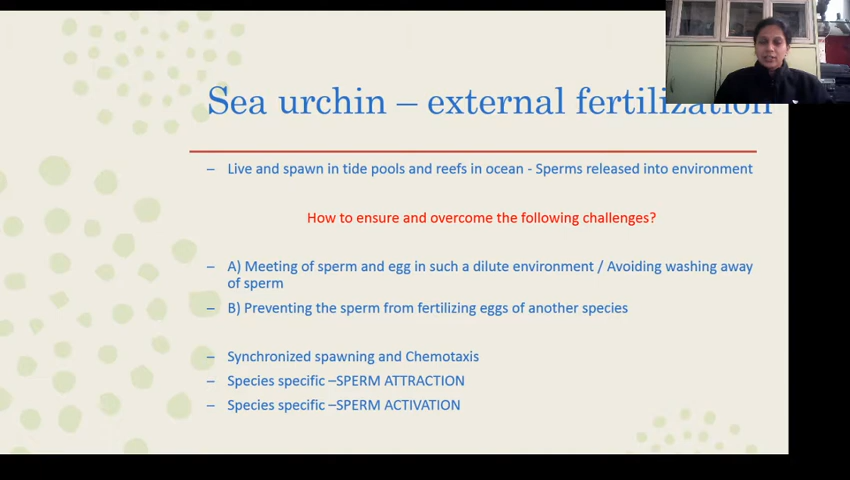 Sea urchin – external fertilization
– Live and spawn in tide pools and reefs in ocean - Sperms released into environment
How to ensure and overcome the following challenges?
– A) Meeting of sperm and egg in such a dilute environment / Avoiding washing away
of sperm
– B) Preventing the sperm from fertilizing eggs of another species
– Synchronized spawning and Chemotaxis
– Species specific –SPERM ATTRACTION
– Species specific –SPERM ACTIVATION